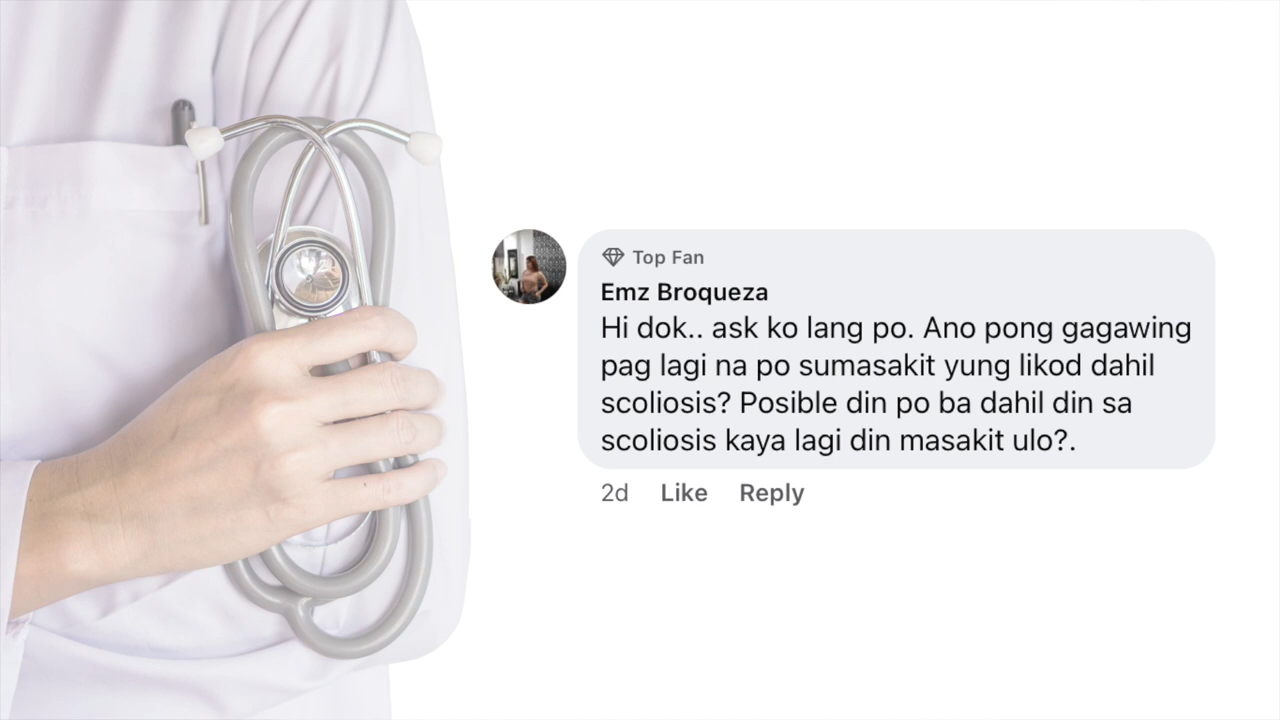 Top Fan
Emz Broqueza
Hi dok.. ask ko lang po. Ano pong gagawing
pag lagi na po sumasakit yung likod dahil
scoliosis? Posible din po ba dahil din sa
scoliosis kaya lagi din masakit ulo?.
2d Like Reply